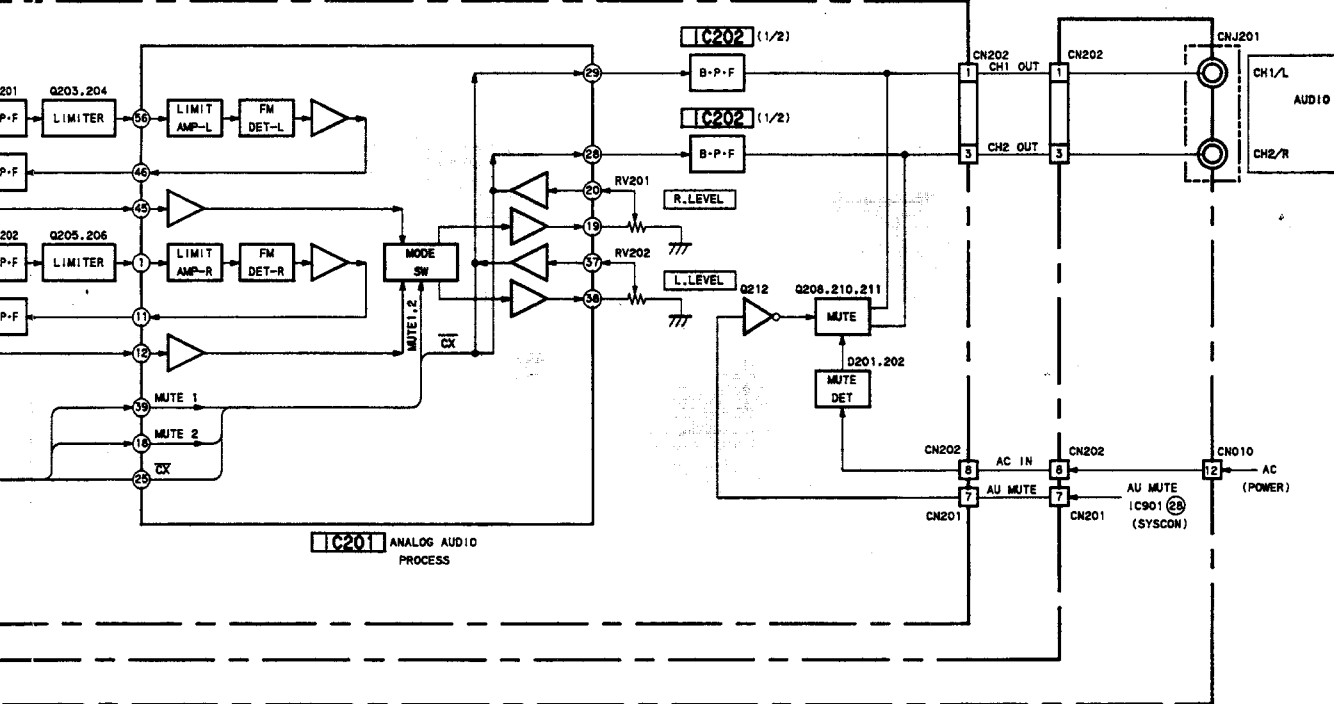 IC202 (1/2)
CNJ201
CN202
CN202
201
Q203.204
29
B·P·F
1
CH1 OUT
1
CH1/L
AUDIO
P·F
LIMITER
56
LIMIT
AMP-L
FM
DET-L
IC202 (1/2)
28
B·P·F
3
CH2 OUT
3
CH2/R
P·F
46
20
RV201
R.LEVEL
45
19
202
Q205.206
P·F
LIMITER
1
LIMIT
AMP-R
FM
DET-R
MODE
SW
37
RV202
L.LEVEL
38
Q212
Q208.210.211
MUTE
P·F
11
MUTE1.2
CX
12
D201.202
MUTE
DET
39
MUTE 1
MUTE 2
18
CX
25
CN202
8
AC IN
8
CN202
CN010
12
AC
(POWER)
7
AU MUTE
7
CN201
CN201
AU MUTE
IC901 28
(SYSCON)
IC201 ANALOG AUDIO
PROCESS